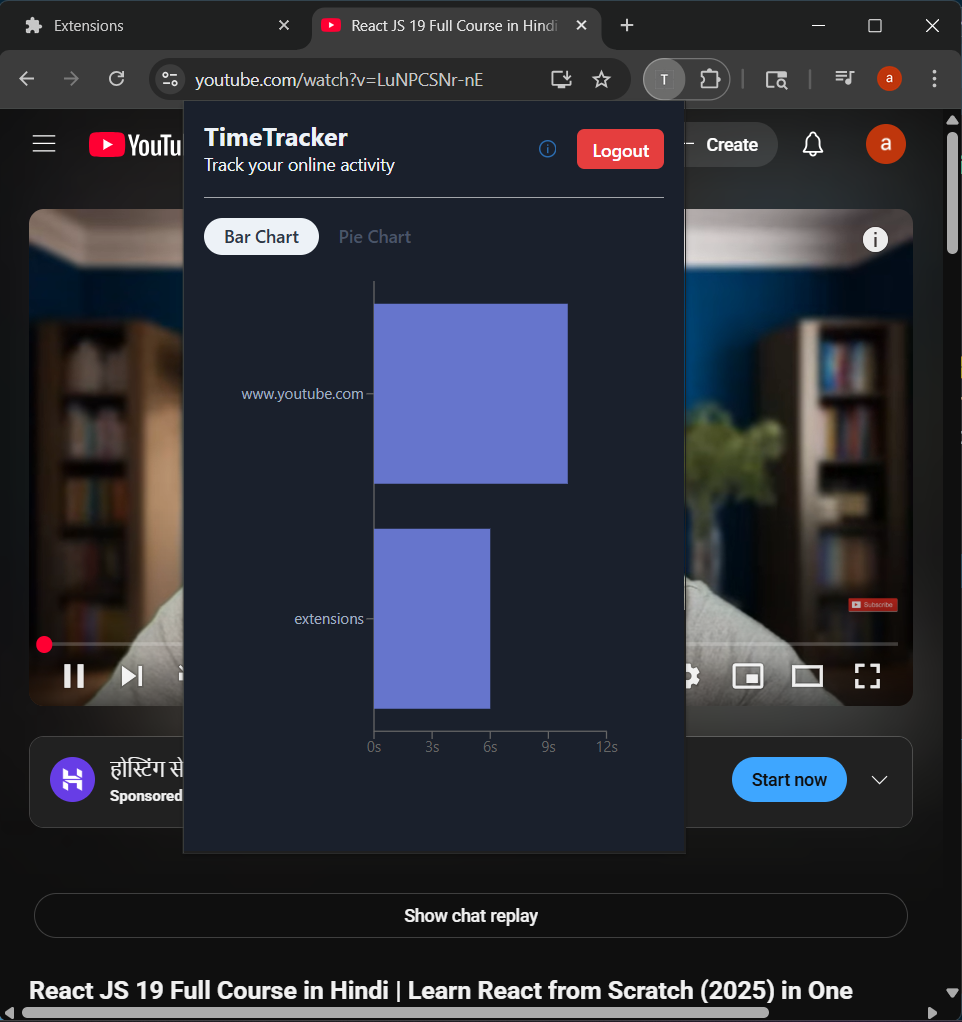 Extensions
React JS 19 Full Course in Hindi
youtube.com/watch?v=LuNPCSNr-nE
T
a
TimeTracker
Track your online activity
Logout
Create
a
Bar Chart
Pie Chart
www.youtube.com
extensions
0s
3s
6s
9s
12s
Subscribe
होस्टिंग से
Sponsored
Start now
Show chat replay
React JS 19 Full Course in Hindi | Learn React from Scratch (2025) in One